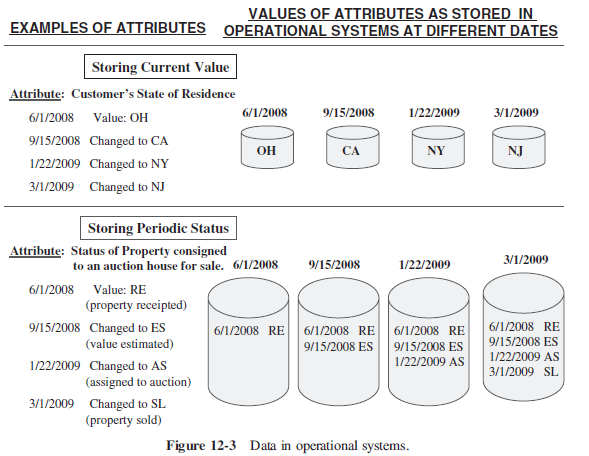 EXAMPLES OF ATTRIBUTES
VALUES OF ATTRIBUTES AS STORED IN
OPERATIONAL SYSTEMS AT DIFFERENT DATES
Storing Current Value
Attribute: Customer's State of Residence
6/1/2008 Value: OH
9/15/2008 Changed to CA
1/22/2009 Changed to NY
3/1/2009 Changed to NJ
6/1/2008 9/15/2008 1/22/2009 3/1/2009
OH CA NY NJ
Storing Periodic Status
Attribute: Status of Property consigned
to an auction house for sale.
6/1/2008 Value: RE
(property receipted)
9/15/2008 Changed to ES
(value estimated)
1/22/2009 Changed to AS
(assigned to auction)
3/1/2009 Changed to SL
(property sold)
6/1/2008
6/1/2008 RE
9/15/2008
6/1/2008 RE
9/15/2008 ES
1/22/2009
6/1/2008 RE
9/15/2008 ES
1/22/2009 AS
3/1/2009
6/1/2008 RE
9/15/2008 ES
1/22/2009 AS
3/1/2009 SL
Figure 12-3 Data in operational systems.